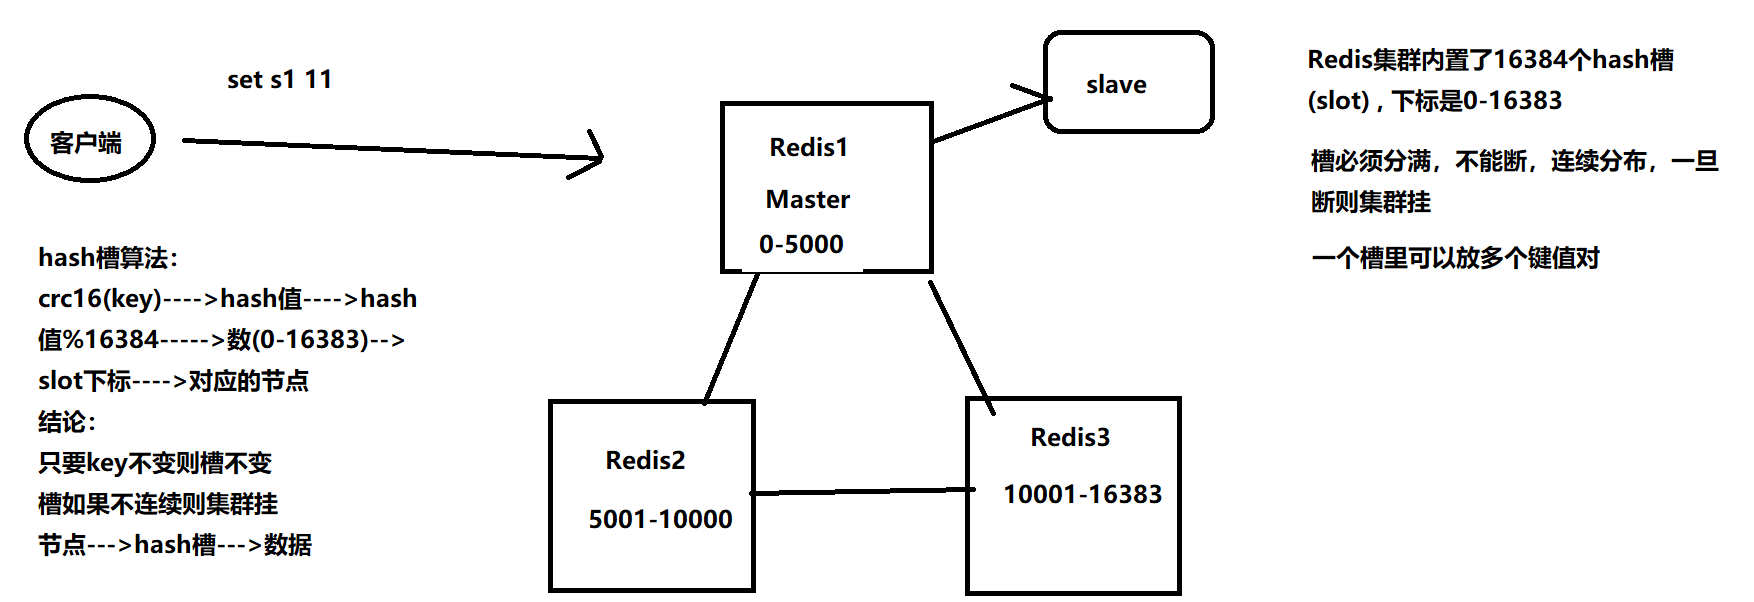 set s1 11
客户端
hash槽算法：
crc16(key)---->hash值---->hash
值%16384----->数(0-16383)-->
slot下标---->对应的节点
结论：
只要key不变则槽不变
槽如果不连续则集群挂
节点--->hash槽--->数据
Redis1
Master
0-5000
slave
Redis2
5001-10000
Redis3
10001-16383
Redis集群内置了16384个hash槽
(slot) , 下标是0-16383
槽必须分满，不能断，连续分布，一旦
断则集群挂
一个槽里可以放多个键值对